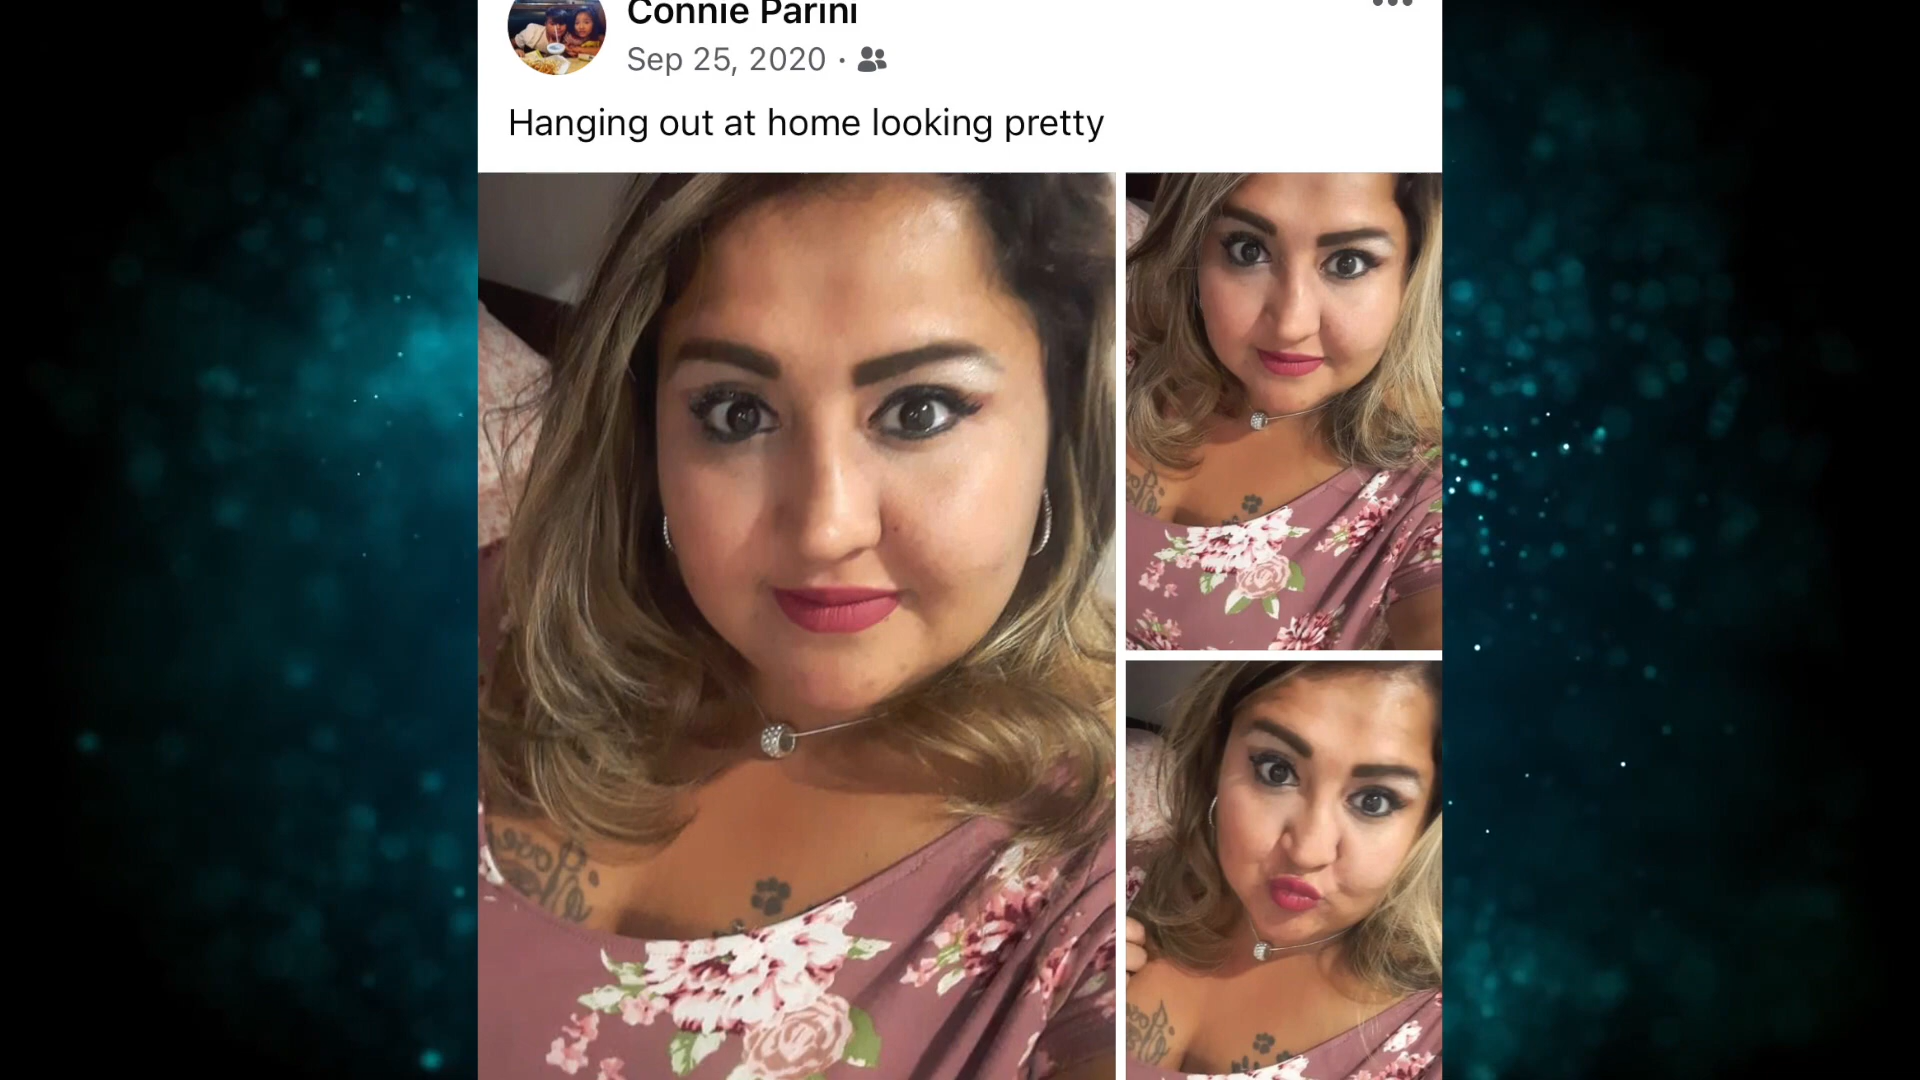 Connie Parini
Sep 25, 2020 ·
Hanging out at home looking pretty